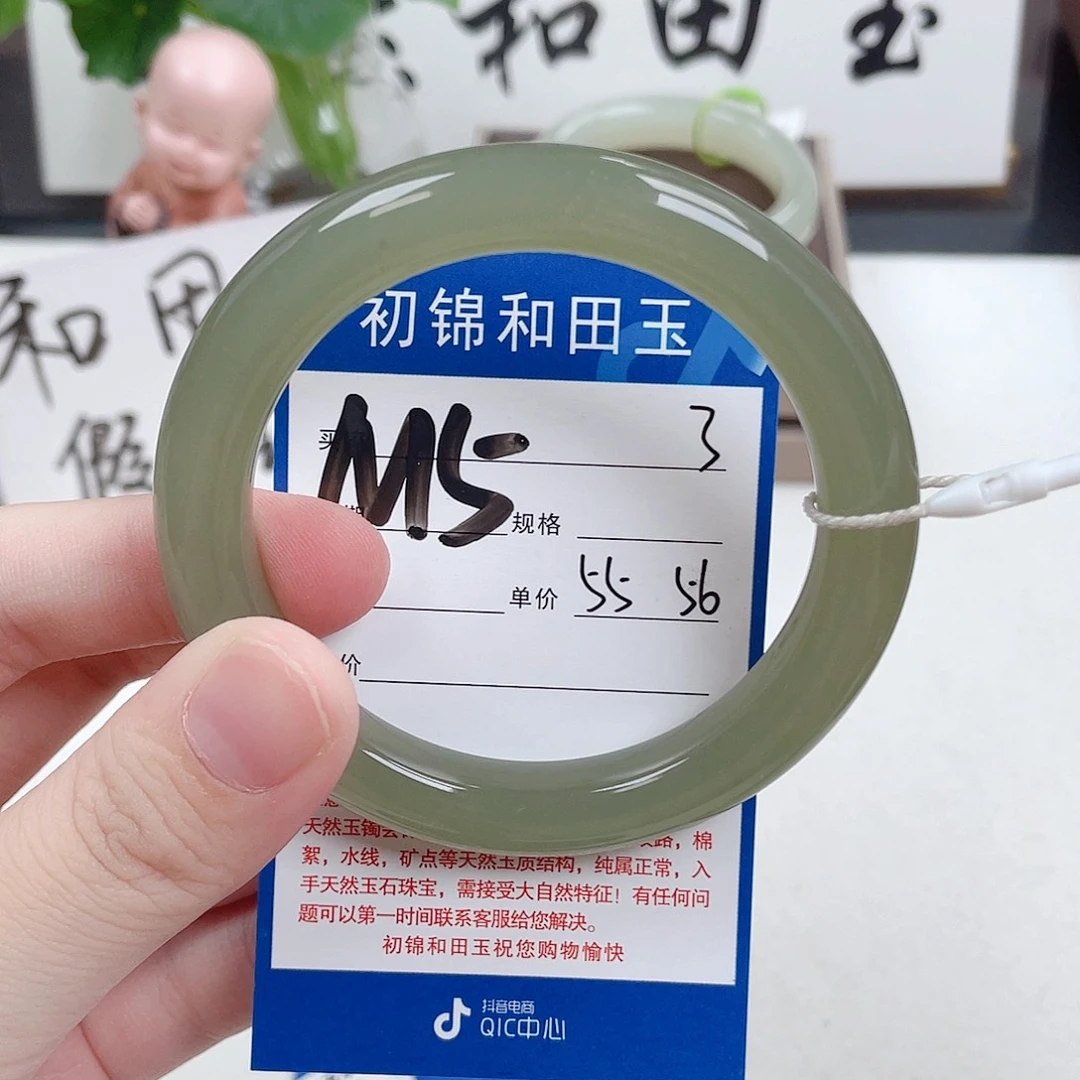 和田玉
和田
假
初锦和田玉
买
M5-
3
规格
单价 55 56
价
天然玉镯会 路，棉
絮，水线，矿点等天然玉质结构，纯属正常，入
手天然玉石珠宝，需接受大自然特征！有任何问
题可以第一时间联系客服给您解决。
初锦和田玉祝您购物愉快
抖音电商
QIC中心